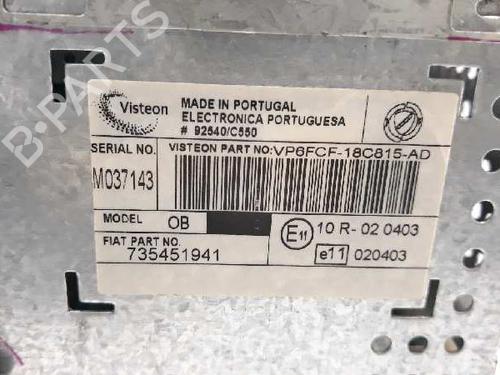 Visteon
MADE IN PORTUGAL
ELECTRONICA PORTUGUESA
# 92540/C550
SERIAL NO.
VISTEON PART NO: VP6FCF-18C815-AD
M037143
MODEL OB
E11 10 R- 02 0403
FIAT PART NO.
735451941
e11 020403
B-PARTS